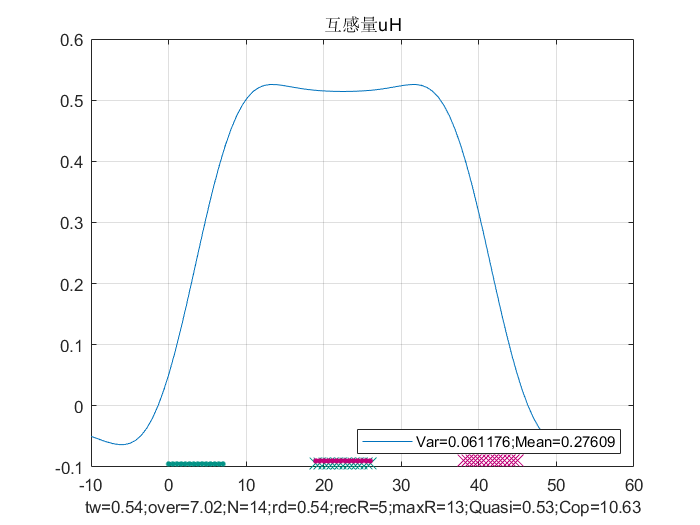 互感量uH
0.6
0.5
0.4
0.3
0.2
0.1
0
-0.1
Var=0.061176;Mean=0.27609
-10 0 10 20 30 40 50 60
tw=0.54;over=7.02;N=14;rd=0.54;recR=5;maxR=13;Quasi=0.53;Cop=10.63